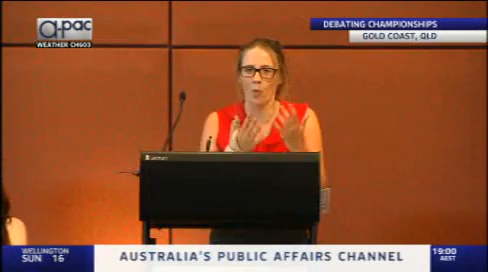 a-pac
WEATHER CH603
DEBATING CHAMPIONSHIPS
GOLD COAST, QLD
WELLINGTON
SUN 16
AUSTRALIA'S PUBLIC AFFAIRS CHANNEL
19:00
AEST